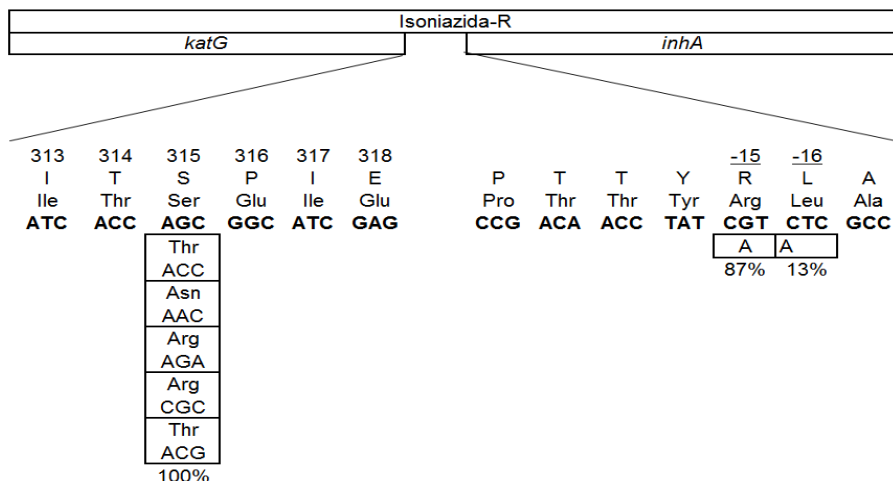 Isoniazida-R
katG inhA
313 314 315 316 317 318 -15 -16
I T S P I E P T T Y R L A
Ile Thr Ser Glu Ile Glu Pro Thr Thr Tyr Arg Leu Ala
ATC ACC AGC GGC ATC GAG CCG ACA ACC TAT CGT CTC GCC
Thr A A
ACC 87% 13%
Asn
AAC
Arg
AGA
Arg
CGC
Thr
ACG
100%